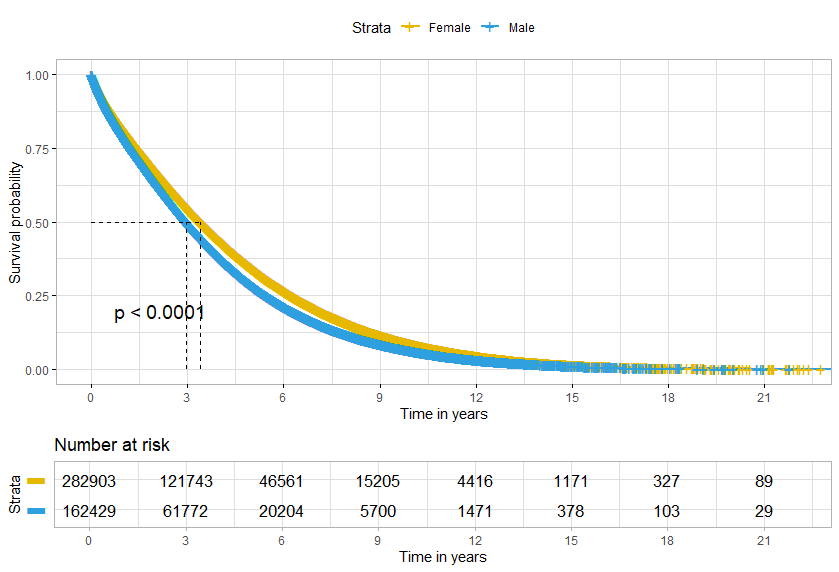 Strata Female Male
1.00
0.75
0.50
0.25
0.00
Survival probability
p < 0.0001
0 3 6 9 12 15 18 21
Time in years
Number at risk
Strata
282903 121743 46561 15205 4416 1171 327 89
162429 61772 20204 5700 1471 378 103 29
0 3 6 9 12 15 18 21
Time in years